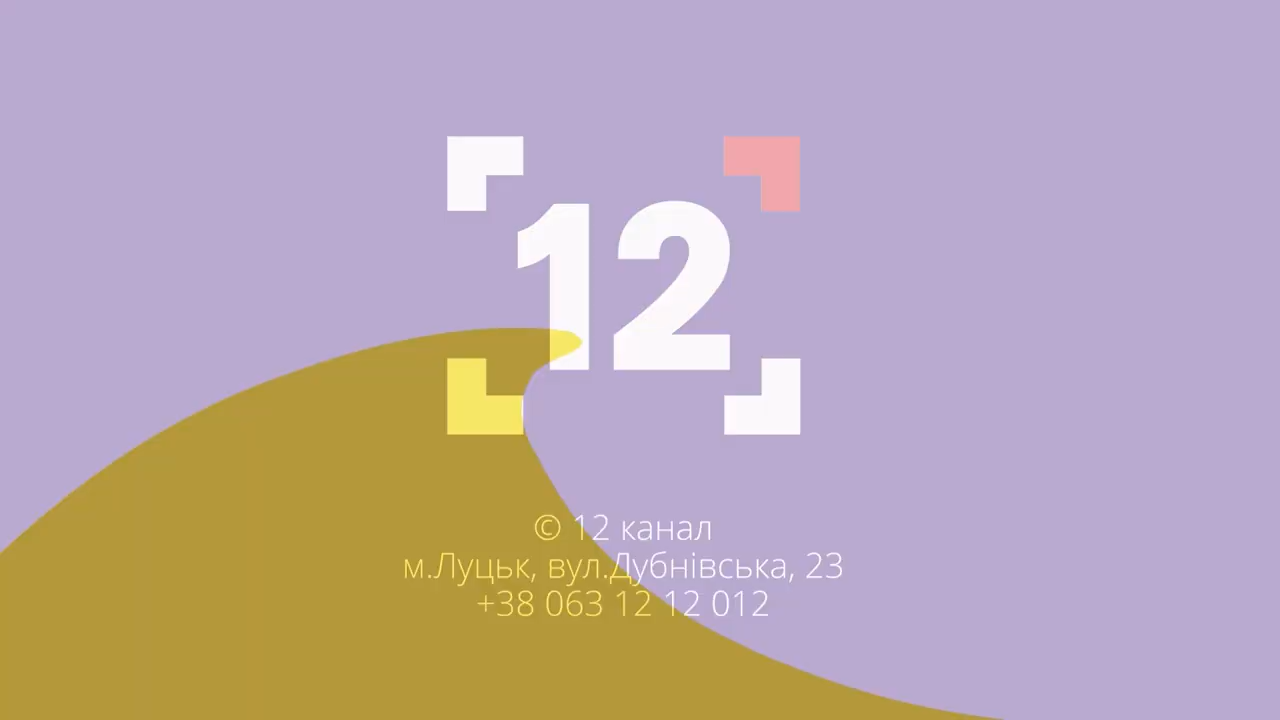 12
© 12 канал
м.Луцьк, вул.Дубнівська, 23
+38 063 12 12 012